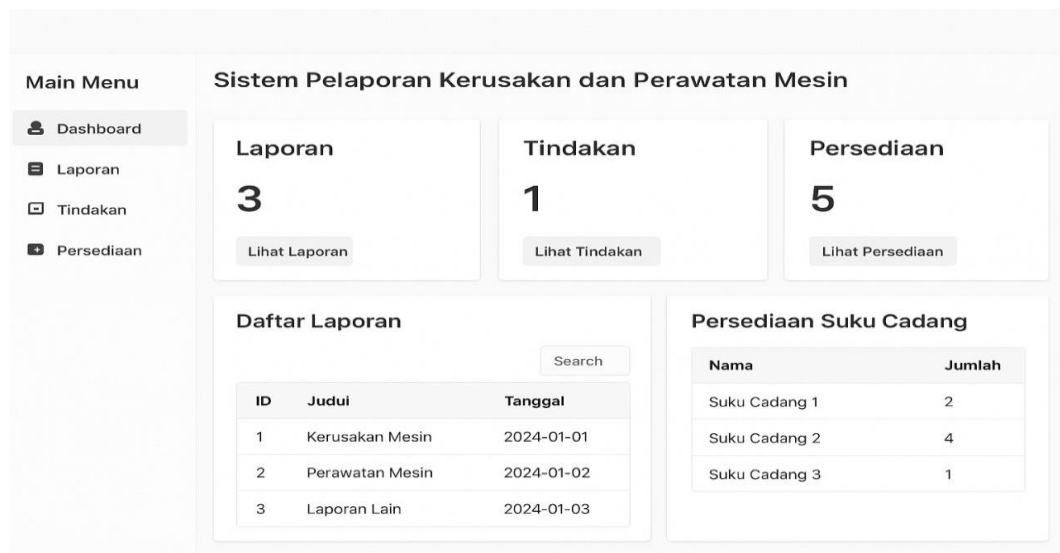 Main Menu
Dashboard
Laporan
Tindakan
Persediaan
Sistem Pelaporan Kerusakan dan Perawatan Mesin
Laporan
3
Lihat Laporan
Tindakan
1
Lihat Tindakan
Persediaan
5
Lihat Persediaan
Daftar Laporan
Search
ID Judui Tanggal
1 Kerusakan Mesin 2024-01-01
2 Perawatan Mesin 2024-01-02
3 Laporan Lain 2024-01-03
Persediaan Suku Cadang
Nama Jumlah
Suku Cadang 1 2
Suku Cadang 2 4
Suku Cadang 3 1